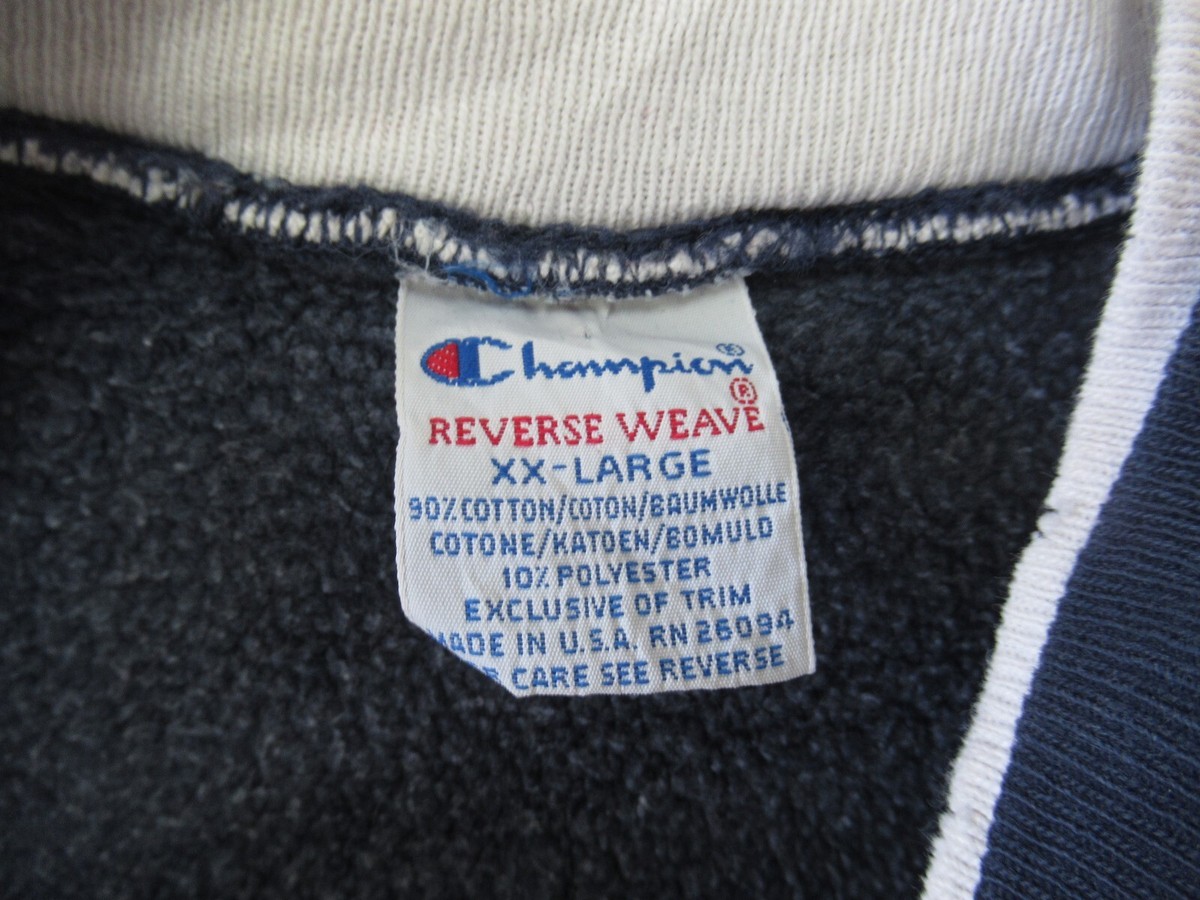 Champion®
REVERSE WEAVE®
XX-LARGE
90% COTTON/COTON/BAUMWOLLE
COTONE/KATOEN/BOMULD
10% POLYESTER
EXCLUSIVE OF TRIM
MADE IN U.S.A. RN 26094
CARE SEE REVERSE